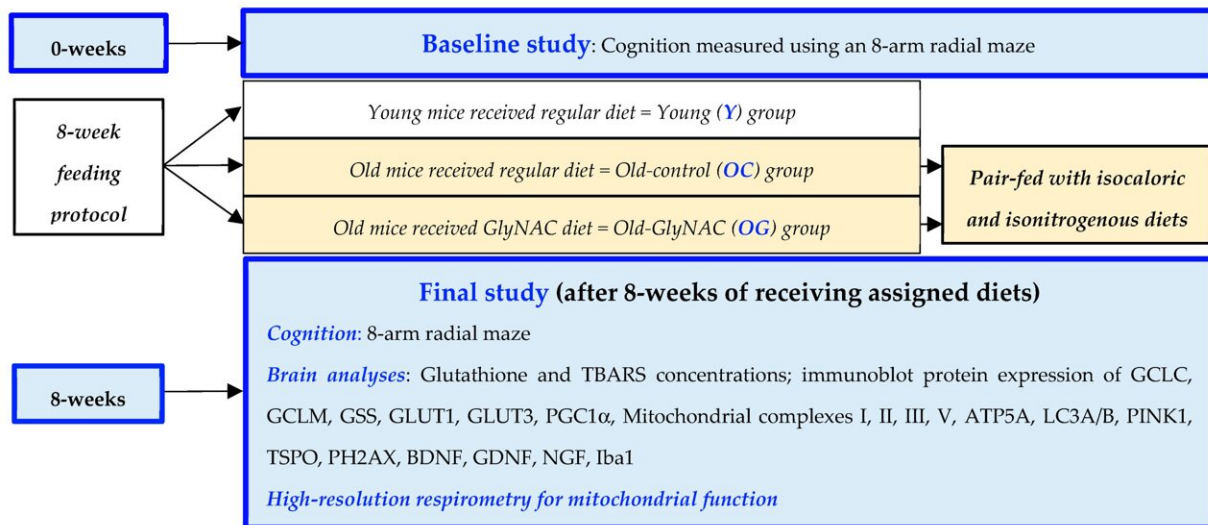 0-weeks
Baseline study: Cognition measured using an 8-arm radial maze
8-week
feeding
protocol
Young mice received regular diet = Young (Y) group
Old mice received regular diet = Old-control (OC) group
Old mice received GlyNAC diet = Old-GlyNAC (OG) group
Pair-fed with isocaloric
and isonitrogenous diets
8-weeks
Final study (after 8-weeks of receiving assigned diets)
Cognition: 8-arm radial maze
Brain analyses: Glutathione and TBARS concentrations; immunoblot protein expression of GCLC,
GCLM, GSS, GLUT1, GLUT3, PGC1α, Mitochondrial complexes I, II, III, V, ATP5A, LC3A/B, PINK1,
TSPO, PH2AX, BDNF, GDNF, NGF, Iba1
High-resolution respirometry for mitochondrial function